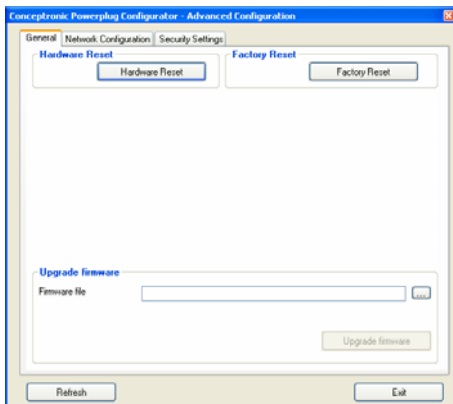 Conceptronic Powerplug Configurator - Advanced Configuration
General Network Configuration Security Settings
Hardware Reset Factory Reset
Hardware Reset Factory Reset
Upgrade firmware
Firmware file ...
Upgrade firmware
Refresh Exit